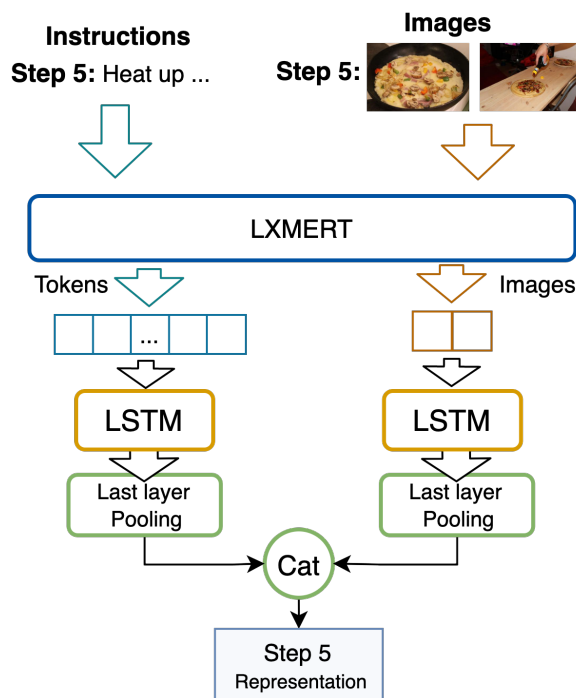 Instructions
Step 5: Heat up ...
Images
Step 5:
LXMERT
Tokens
Images
...
LSTM
LSTM
Last layer
Pooling
Last layer
Pooling
Cat
Step 5
Representation